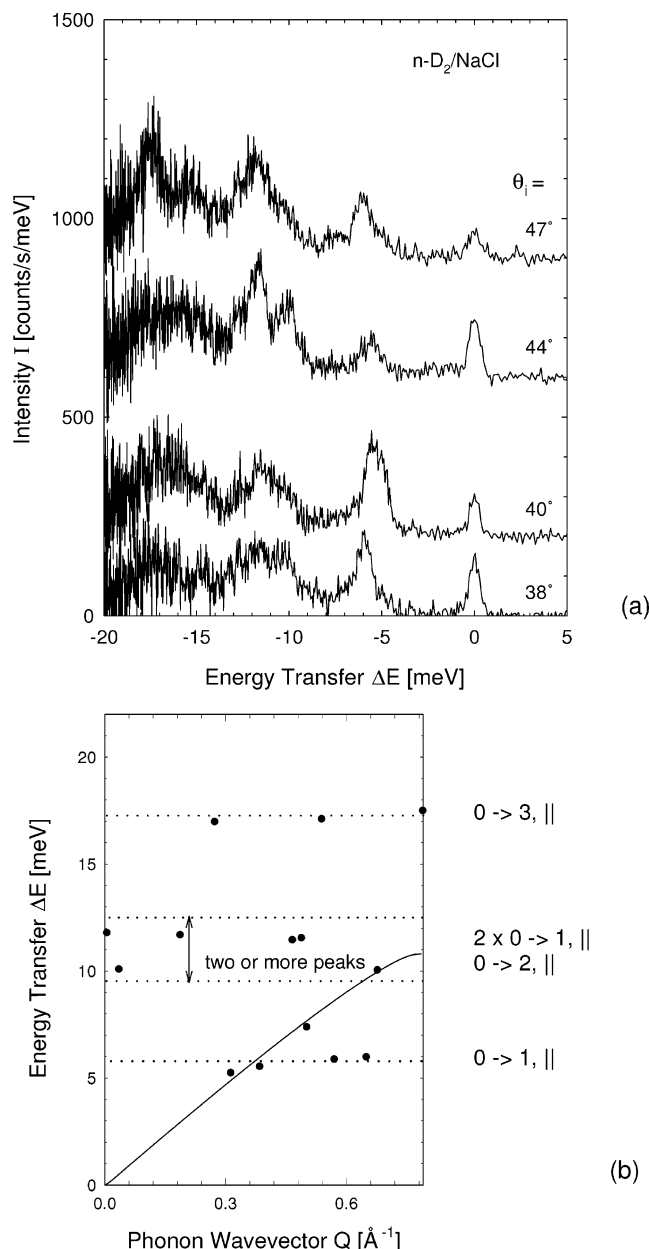 1500
n-D₂/NaCl
θᵢ =
1000
47°
Intensity I [counts/s/meV]
44°
500
40°
38°
0
(a)
-20 -15 -10 -5 0 5
Energy Transfer ΔE [meV]
20
0 -> 3, ||
15
2 x 0 -> 1, ||
two or more peaks
0 -> 2, ||
10
Energy Transfer ΔE [meV]
0 -> 1, ||
5
0
(b)
0.0 0.3 0.6
Phonon Wavevector Q [Å⁻¹]